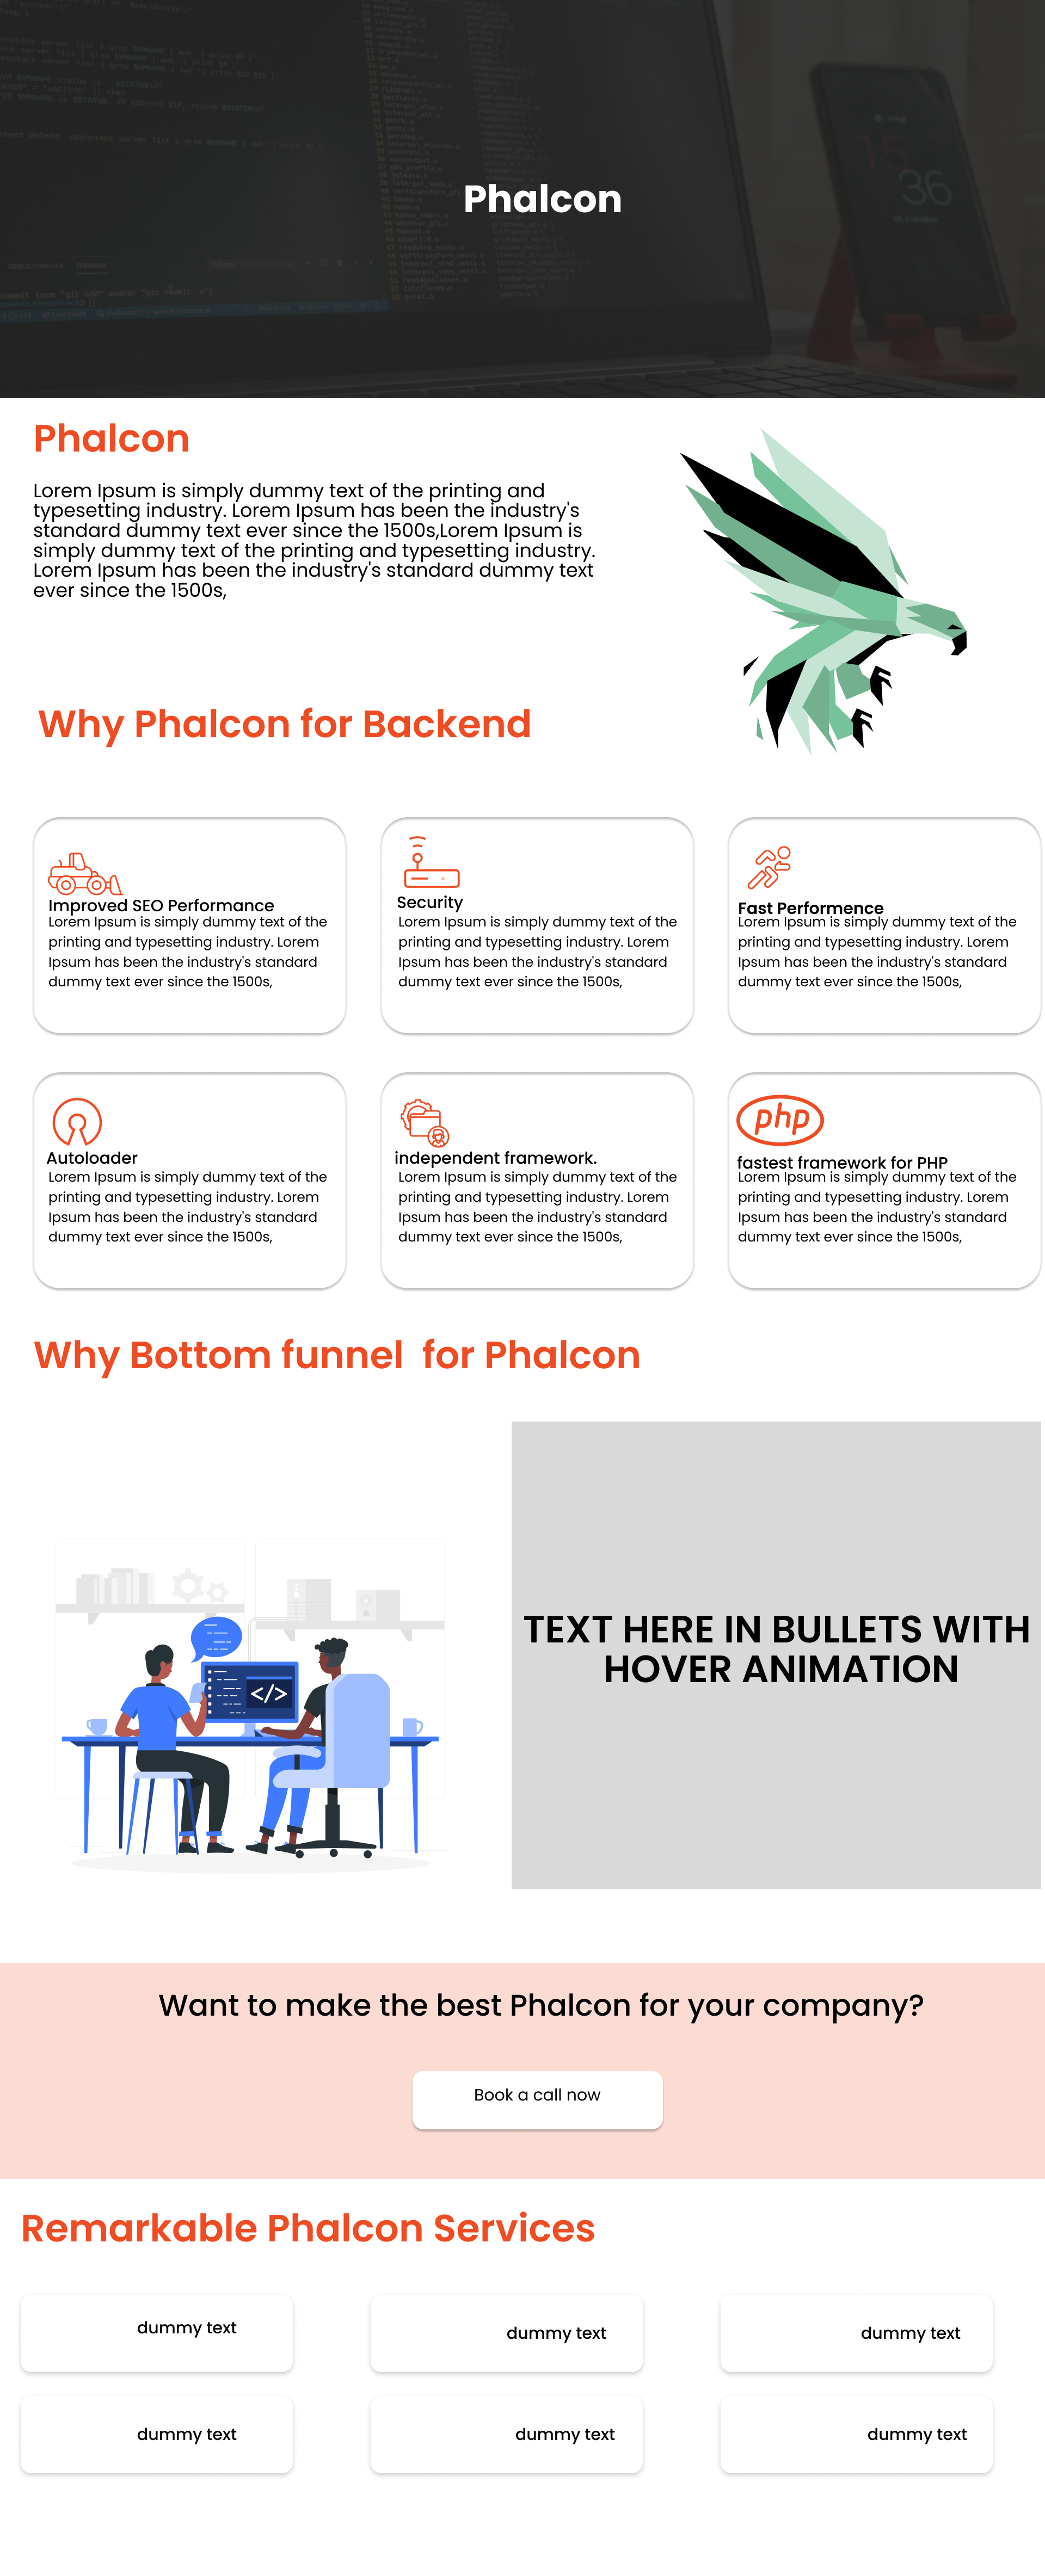 Phalcon
Phalcon
Lorem Ipsum is simply dummy text of the printing and
typesetting industry. Lorem Ipsum has been the industry's
standard dummy text ever since the 1500s,Lorem Ipsum is
simply dummy text of the printing and typesetting industry.
Lorem Ipsum has been the industry's standard dummy text
ever since the 1500s,
Why Phalcon for Backend
Improved SEO Performance
Lorem Ipsum is simply dummy text of the
printing and typesetting industry. Lorem
Ipsum has been the industry's standard
dummy text ever since the 1500s,
Security
Lorem Ipsum is simply dummy text of the
printing and typesetting industry. Lorem
Ipsum has been the industry's standard
dummy text ever since the 1500s,
Fast Performence
Lorem Ipsum is simply dummy text of the
printing and typesetting industry. Lorem
Ipsum has been the industry's standard
dummy text ever since the 1500s,
Autoloader
Lorem Ipsum is simply dummy text of the
printing and typesetting industry. Lorem
Ipsum has been the industry's standard
dummy text ever since the 1500s,
independent framework.
Lorem Ipsum is simply dummy text of the
printing and typesetting industry. Lorem
Ipsum has been the industry's standard
dummy text ever since the 1500s,
php
fastest framework for PHP
Lorem Ipsum is simply dummy text of the
printing and typesetting industry. Lorem
Ipsum has been the industry's standard
dummy text ever since the 1500s,
Why Bottom funnel  for Phalcon
</>
TEXT HERE IN BULLETS WITH
HOVER ANIMATION
Want to make the best Phalcon for your company?
Book a call now
Remarkable Phalcon Services
dummy text
dummy text
dummy text
dummy text
dummy text
dummy text